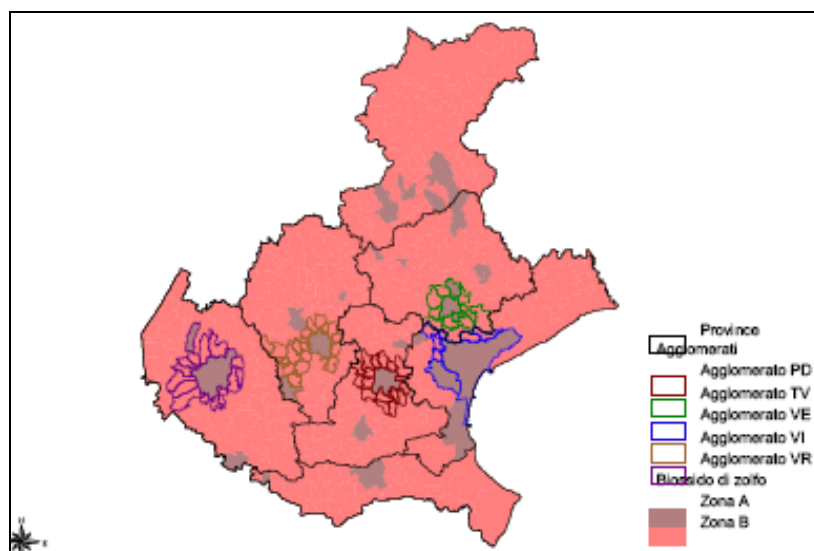 Province
Agglomerati
Agglomerato PD
Agglomerato TV
Agglomerato VE
Agglomerato VI
Agglomerato VR
Biossido di zolfo
Zona A
Zona B
N
E